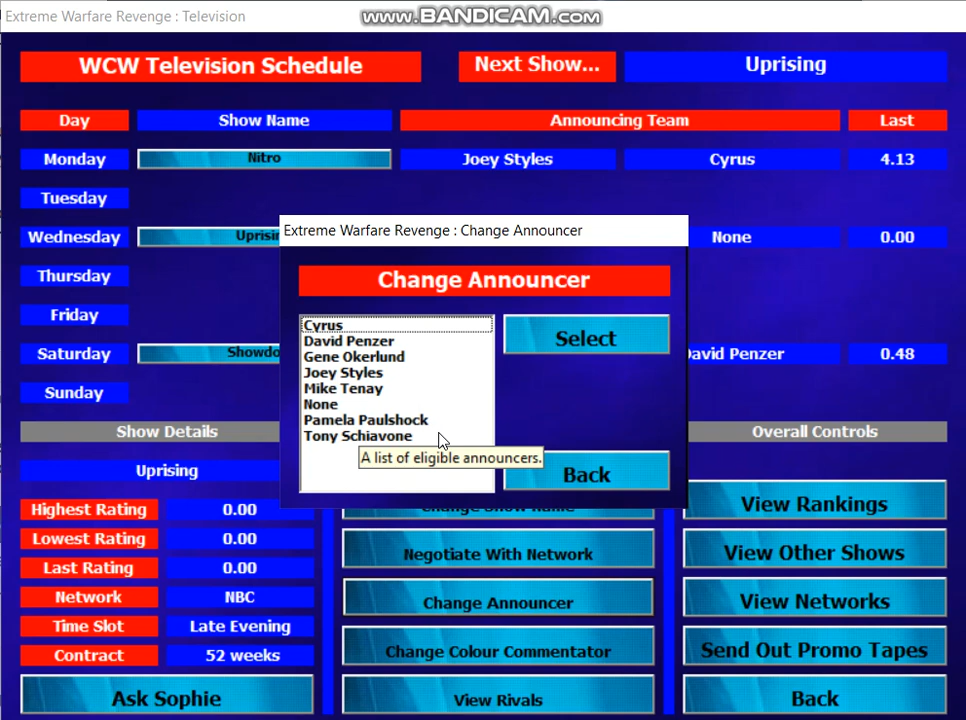 Extreme Warfare Revenge : Television
www.BANDICAM.com
WCW Television Schedule
Next Show...
Uprising
Day
Show Name
Announcing Team
Last
Monday
Nitro
Joey Styles
Cyrus
4.13
Tuesday
Wednesday
Uprisin
None
0.00
Thursday
Friday
Saturday
Showdo
David Penzer
0.48
Sunday
Extreme Warfare Revenge : Change Announcer
Change Announcer
Cyrus
David Penzer
Gene Okerlund
Joey Styles
Mike Tenay
None
Pamela Paulshock
Tony Schiavone
A list of eligible announcers.
Select
Back
Show Details
Overall Controls
Uprising
Highest Rating
0.00
Lowest Rating
0.00
Last Rating
0.00
Network
NBC
Time Slot
Late Evening
Contract
52 weeks
Ask Sophie
Change Show Name
Negotiate With Network
Change Announcer
Change Colour Commentator
View Rivals
View Rankings
View Other Shows
View Networks
Send Out Promo Tapes
Back